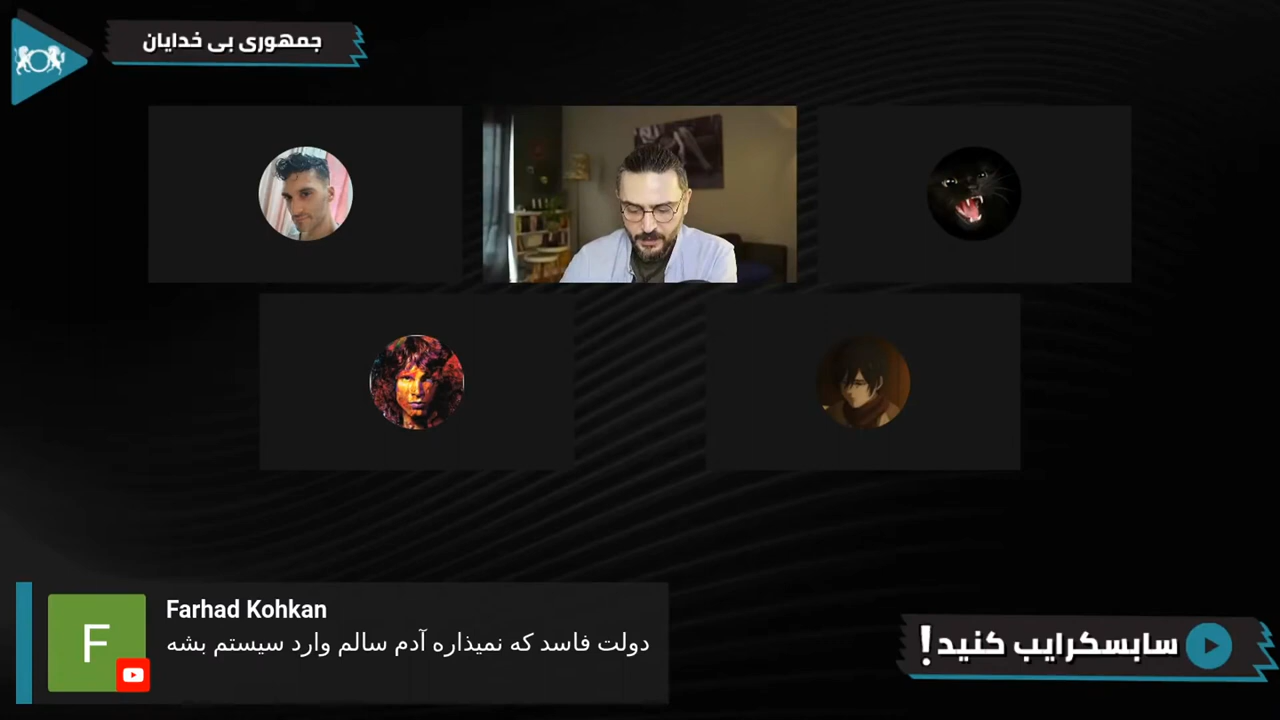 جمهوری بی خدایان
F
Farhad Kohkan
دولت فاسد که نمیذاره آدم سالم وارد سیستم بشه
سابسکرایب کنید!